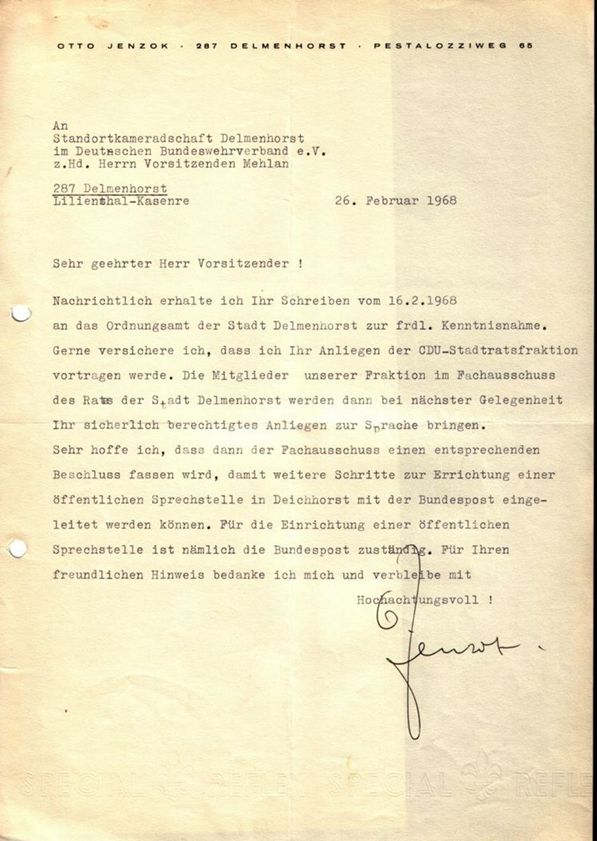 OTTO JENZOK · 287 DELMENHORST · PESTALOZZIWEG 65
An
Standortkameradschaft Delmenhorst
im Deutschen Bundeswehrverband e.V.
z.Hd. Herrn Vorsitzenden Mehlan
287 Delmenhorst
Lilienthal-Kasenre
26. Februar 1968
Sehr geehrter Herr Vorsitzender !
Nachrichtlich erhalte ich Ihr Schreiben vom 16.2.1968
an das Ordnungsamt der Stadt Delmenhorst zur frdl. Kenntnisnahme.
Gerne versichere ich, dass ich Ihr Anliegen der CDU-Stadtratsfraktion
vortragen werde. Die Mitglieder unserer Fraktion im Fachausschuss
des Rats der Stadt Delmenhorst werden dann bei nächster Gelegenheit
Ihr sicherlich berechtigtes Anliegen zur Sprache bringen.
Sehr hoffe ich, dass dann der Fachausschuss einen entsprechenden
Beschluss fassen wird, damit weitere Schritte zur Errichtung einer
öffentlichen Sprechstelle in Deichhorst mit der Bundespost einge-
leitet werden können. Für die Einrichtung einer öffentlichen
Sprechstelle ist nämlich die Bundespost zuständig. Für Ihren
freundlichen Hinweis bedanke ich mich und verbleibe mit
Hochachtungsvoll !
Jenzok.
SPECIAL REFLE SPECIAL REFLE